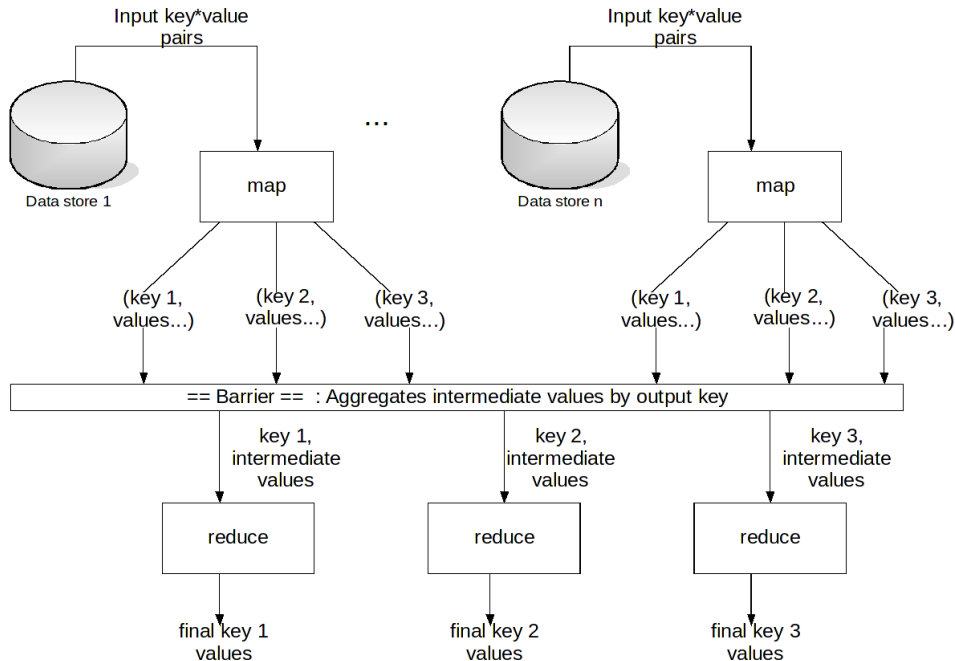 Input key*value
pairs
Input key*value
pairs
...
Data store 1
map
Data store n
map
(key 1,
values...)
(key 2,
values...)
(key 3,
values...)
(key 1,
values...)
(key 2,
values...)
(key 3,
values...)
== Barrier == : Aggregates intermediate values by output key
key 1,
intermediate
values
key 2,
intermediate
values
key 3,
intermediate
values
reduce
reduce
reduce
final key 1
values
final key 2
values
final key 3
values